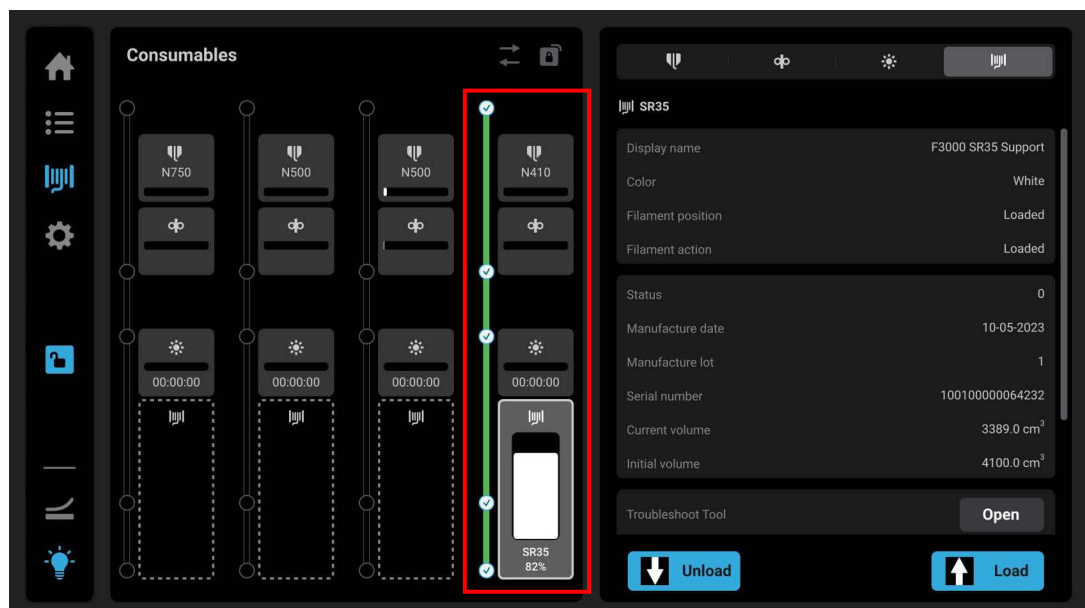 Consumables
N750
N500
N500
N410
00:00:00
00:00:00
00:00:00
00:00:00
SR35
82%
SR35
Display name F3000 SR35 Support
Color White
Filament position Loaded
Filament action Loaded
Status 0
Manufacture date 10-05-2023
Manufacture lot 1
Serial number 100100000064232
Current volume 3389.0 cm³
Initial volume 4100.0 cm³
Troubleshoot Tool Open
Unload Load